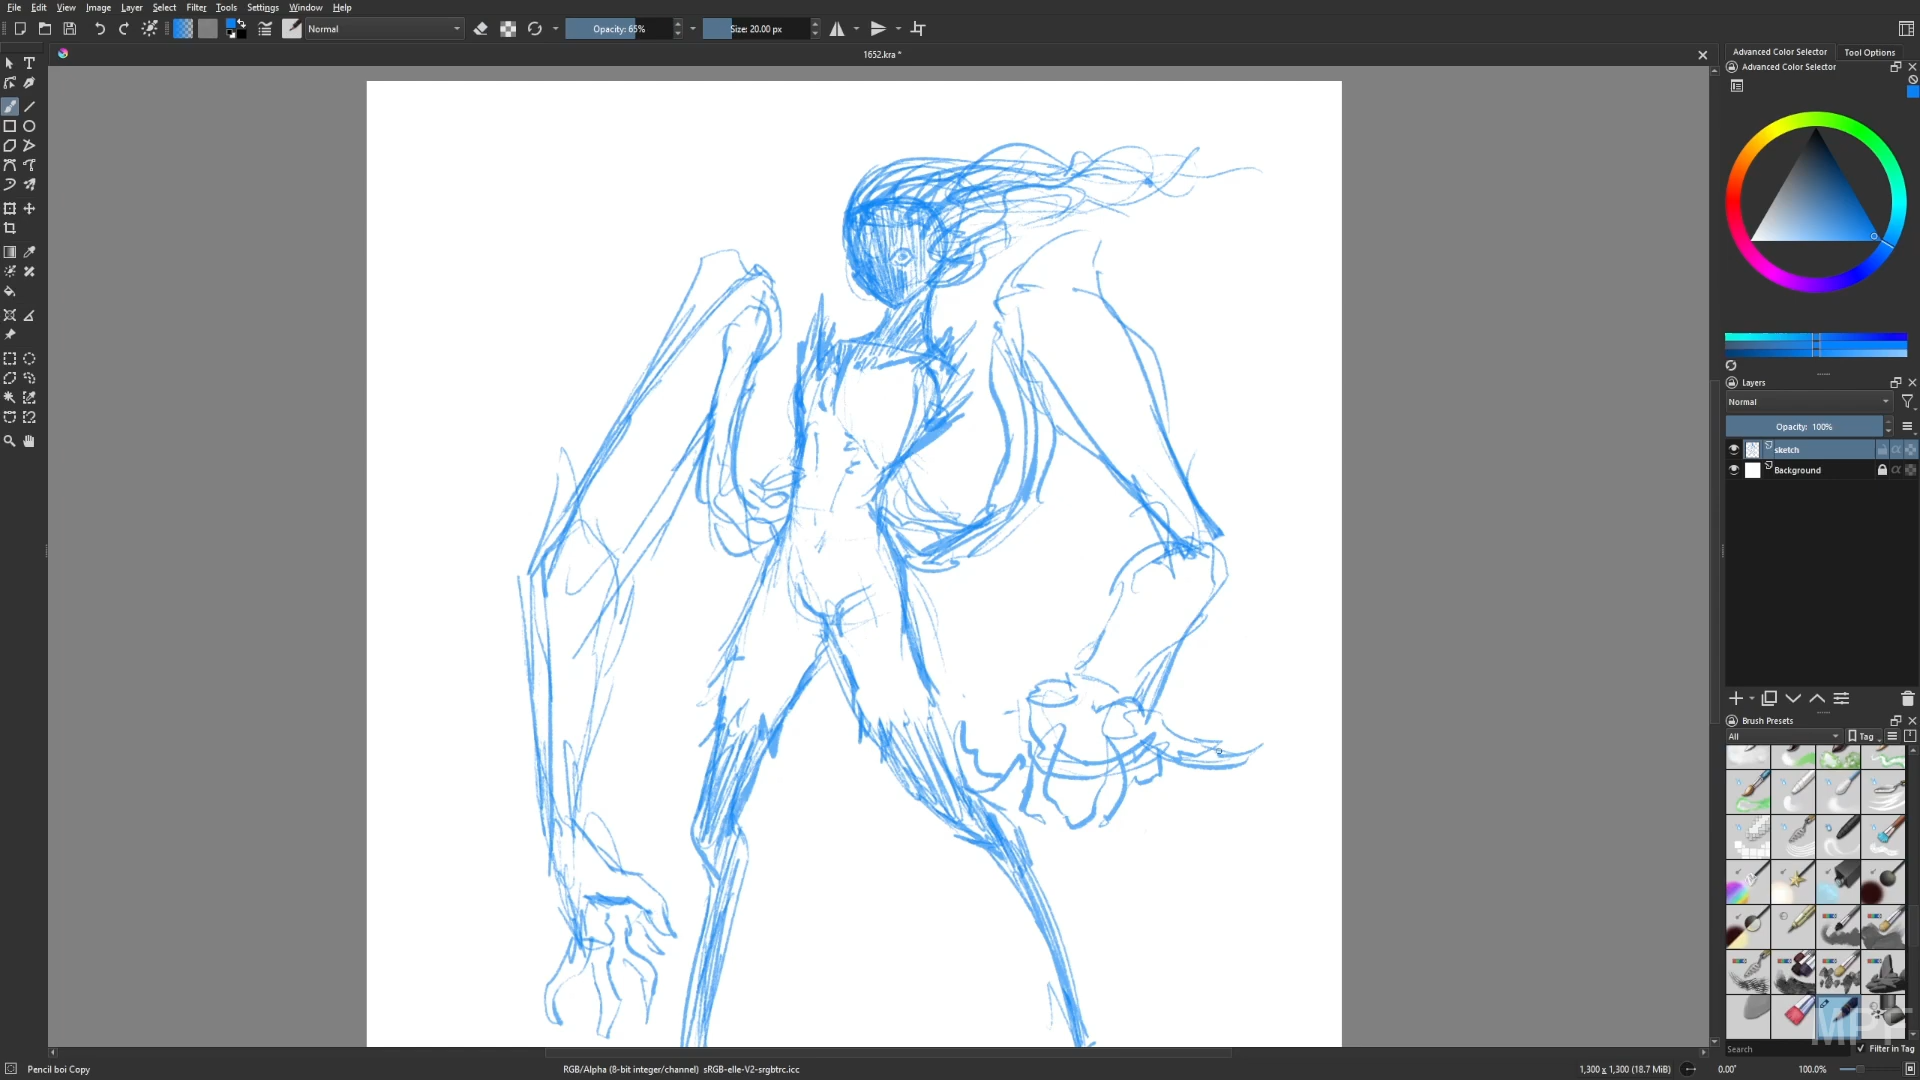 File Edit View Image Layer Select Filter Tools Settings Window Help
Normal
Opacity: 65%
Size: 20.00 px
1652.kra *
Advanced Color Selector
Tool Options
Advanced Color Selector
Layers
Normal
Opacity: 100%
sketch
Background
Brush Presets
All
Tag
MPF
Search
Filter in Tag
Pencil boi Copy
RGB/Alpha (8-bit integer/channel) sRGB-elle-V2-srgbtrc.icc
1,300 x 1,300 (18.7 MiB)
0.00°
100.0%